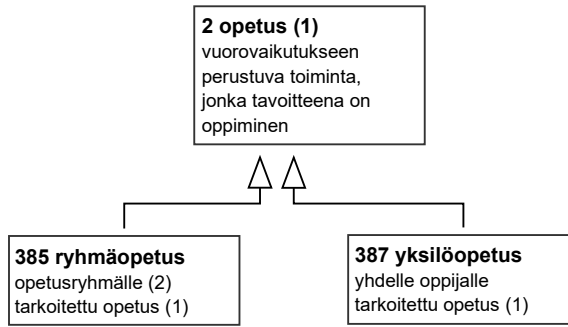 2 opetus (1)
vuorovaikutukseen
perustuva toiminta,
jonka tavoitteena on
oppiminen
385 ryhmäopetus
opetusryhmälle (2)
tarkoitettu opetus (1)
387 yksilöopetus
yhdelle oppijalle
tarkoitettu opetus (1)